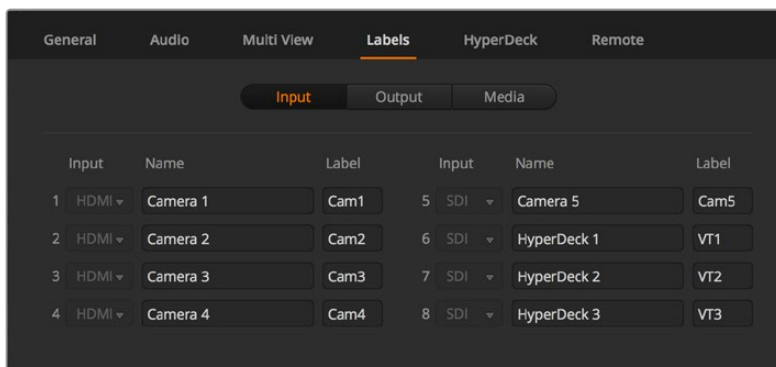 General Audio Multi View Labels HyperDeck Remote
Input Output Media
Input Name Label Input Name Label
1 HDMI Camera 1 Cam1 5 SDI Camera 5 Cam5
2 HDMI Camera 2 Cam2 6 SDI HyperDeck 1 VT1
3 HDMI Camera 3 Cam3 7 SDI HyperDeck 2 VT2
4 HDMI Camera 4 Cam4 8 SDI HyperDeck 3 VT3